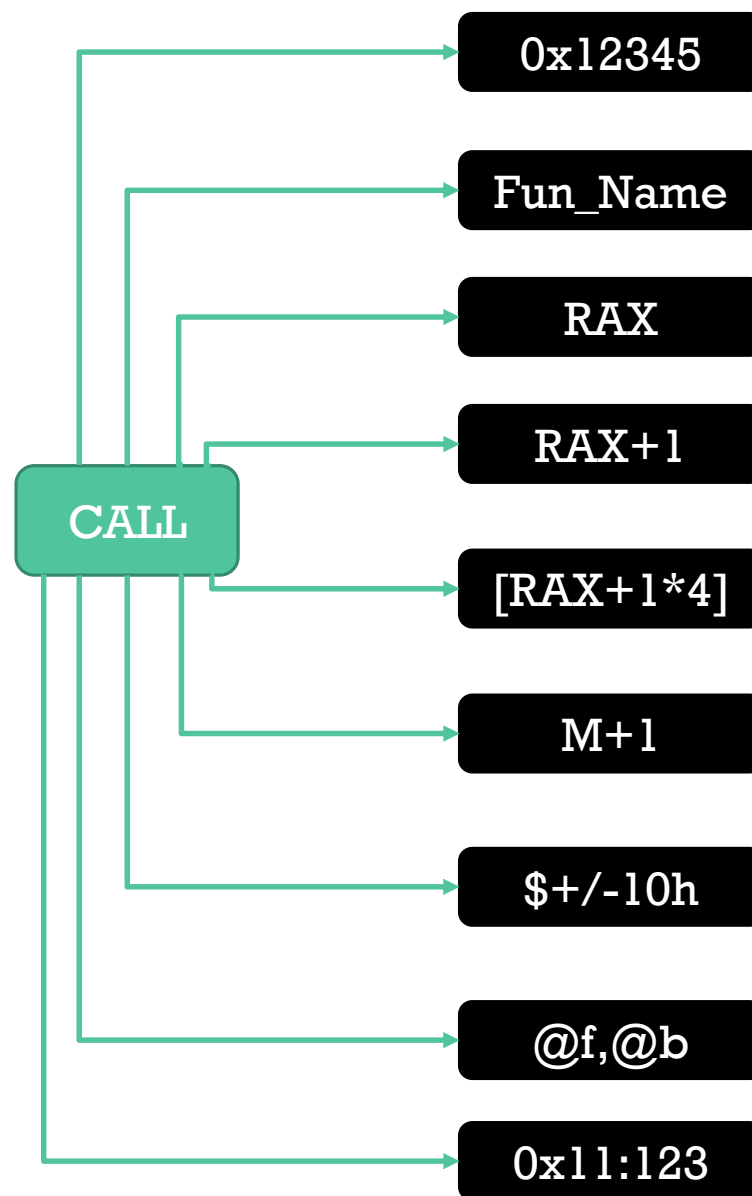 0x12345
Fun_Name
RAX
RAX+1
CALL
[RAX+1*4]
M+1
$+/-10h
@f,@b
0x11:123